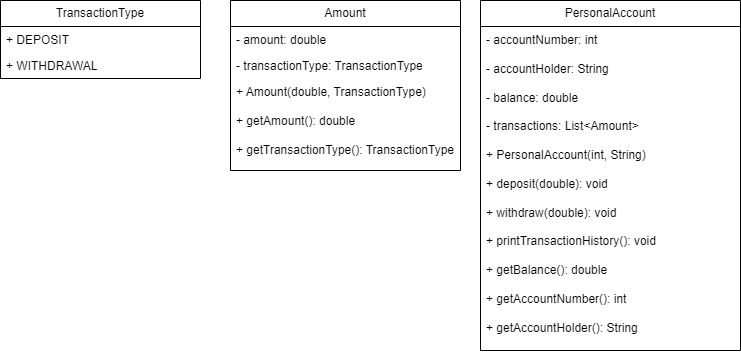 TransactionType
+ DEPOSIT
+ WITHDRAWAL
Amount
- amount: double
- transactionType: TransactionType
+ Amount(double, TransactionType)
+ getAmount(): double
+ getTransactionType(): TransactionType
PersonalAccount
- accountNumber: int
- accountHolder: String
- balance: double
- transactions: List<Amount>
+ PersonalAccount(int, String)
+ deposit(double): void
+ withdraw(double): void
+ printTransactionHistory(): void
+ getBalance(): double
+ getAccountNumber(): int
+ getAccountHolder(): String